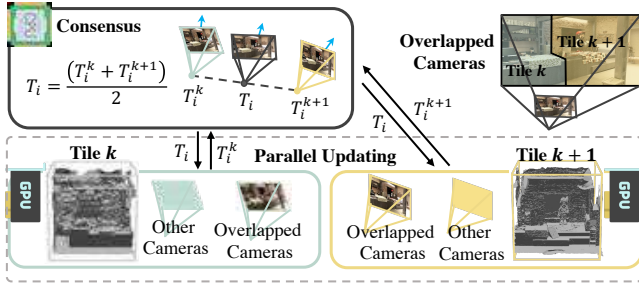 Consensus
T_i = (T_i^k + T_i^{k+1}) / 2
T_i^k
T_i
T_i^{k+1}
Overlapped
Cameras
Tile k
Tile k + 1
T_i
T_i^k
T_i
T_i^{k+1}
Parallel Updating
GPU
Tile k
Other
Cameras
Overlapped
Cameras
Overlapped
Cameras
Other
Cameras
Tile k + 1
GPU